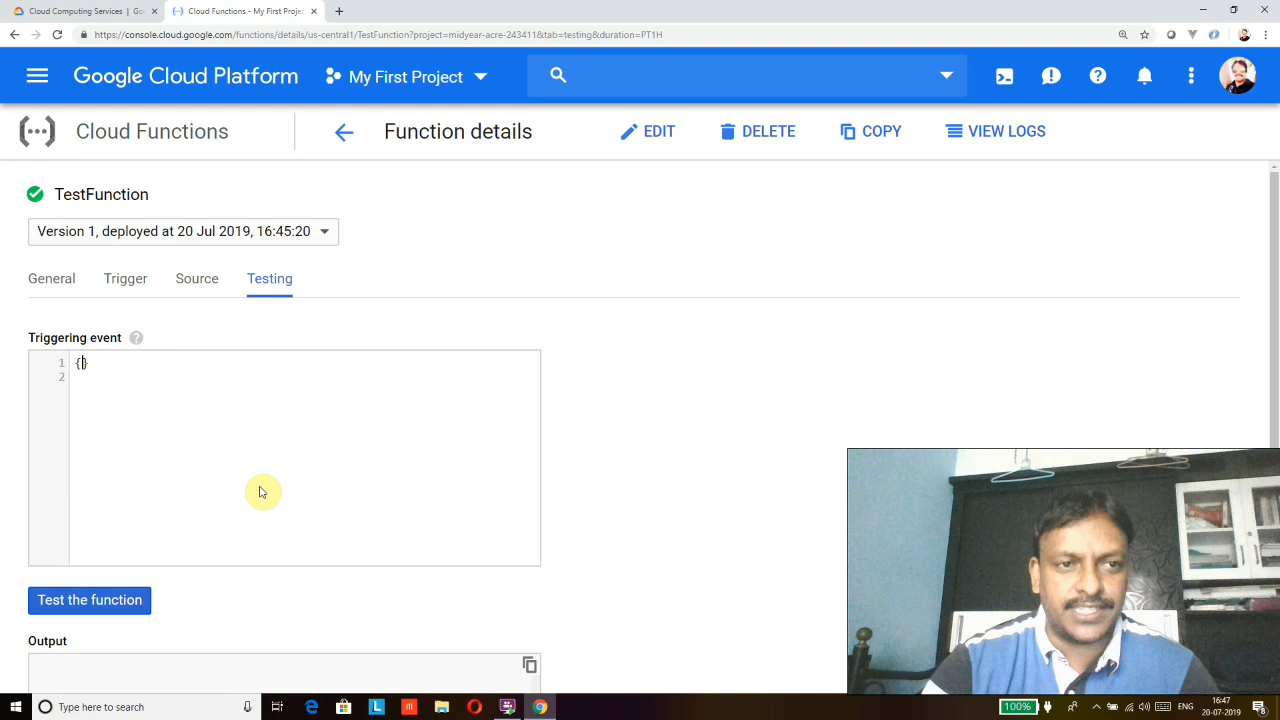 Cloud Computing Services | Go
Cloud Functions - My First Projec
https://console.cloud.google.com/functions/details/us-central1/TestFunction?project=midyear-acre-243411&tab=testing&duration=PT1H
Google Cloud Platform
My First Project
Cloud Functions
Function details
EDIT
DELETE
COPY
VIEW LOGS
TestFunction
Version 1, deployed at 20 Jul 2019, 16:45:20
General
Trigger
Source
Testing
Triggering event
1 {}
2
Test the function
Output
Type here to search
100%
ENG
16:47
20-07-2019